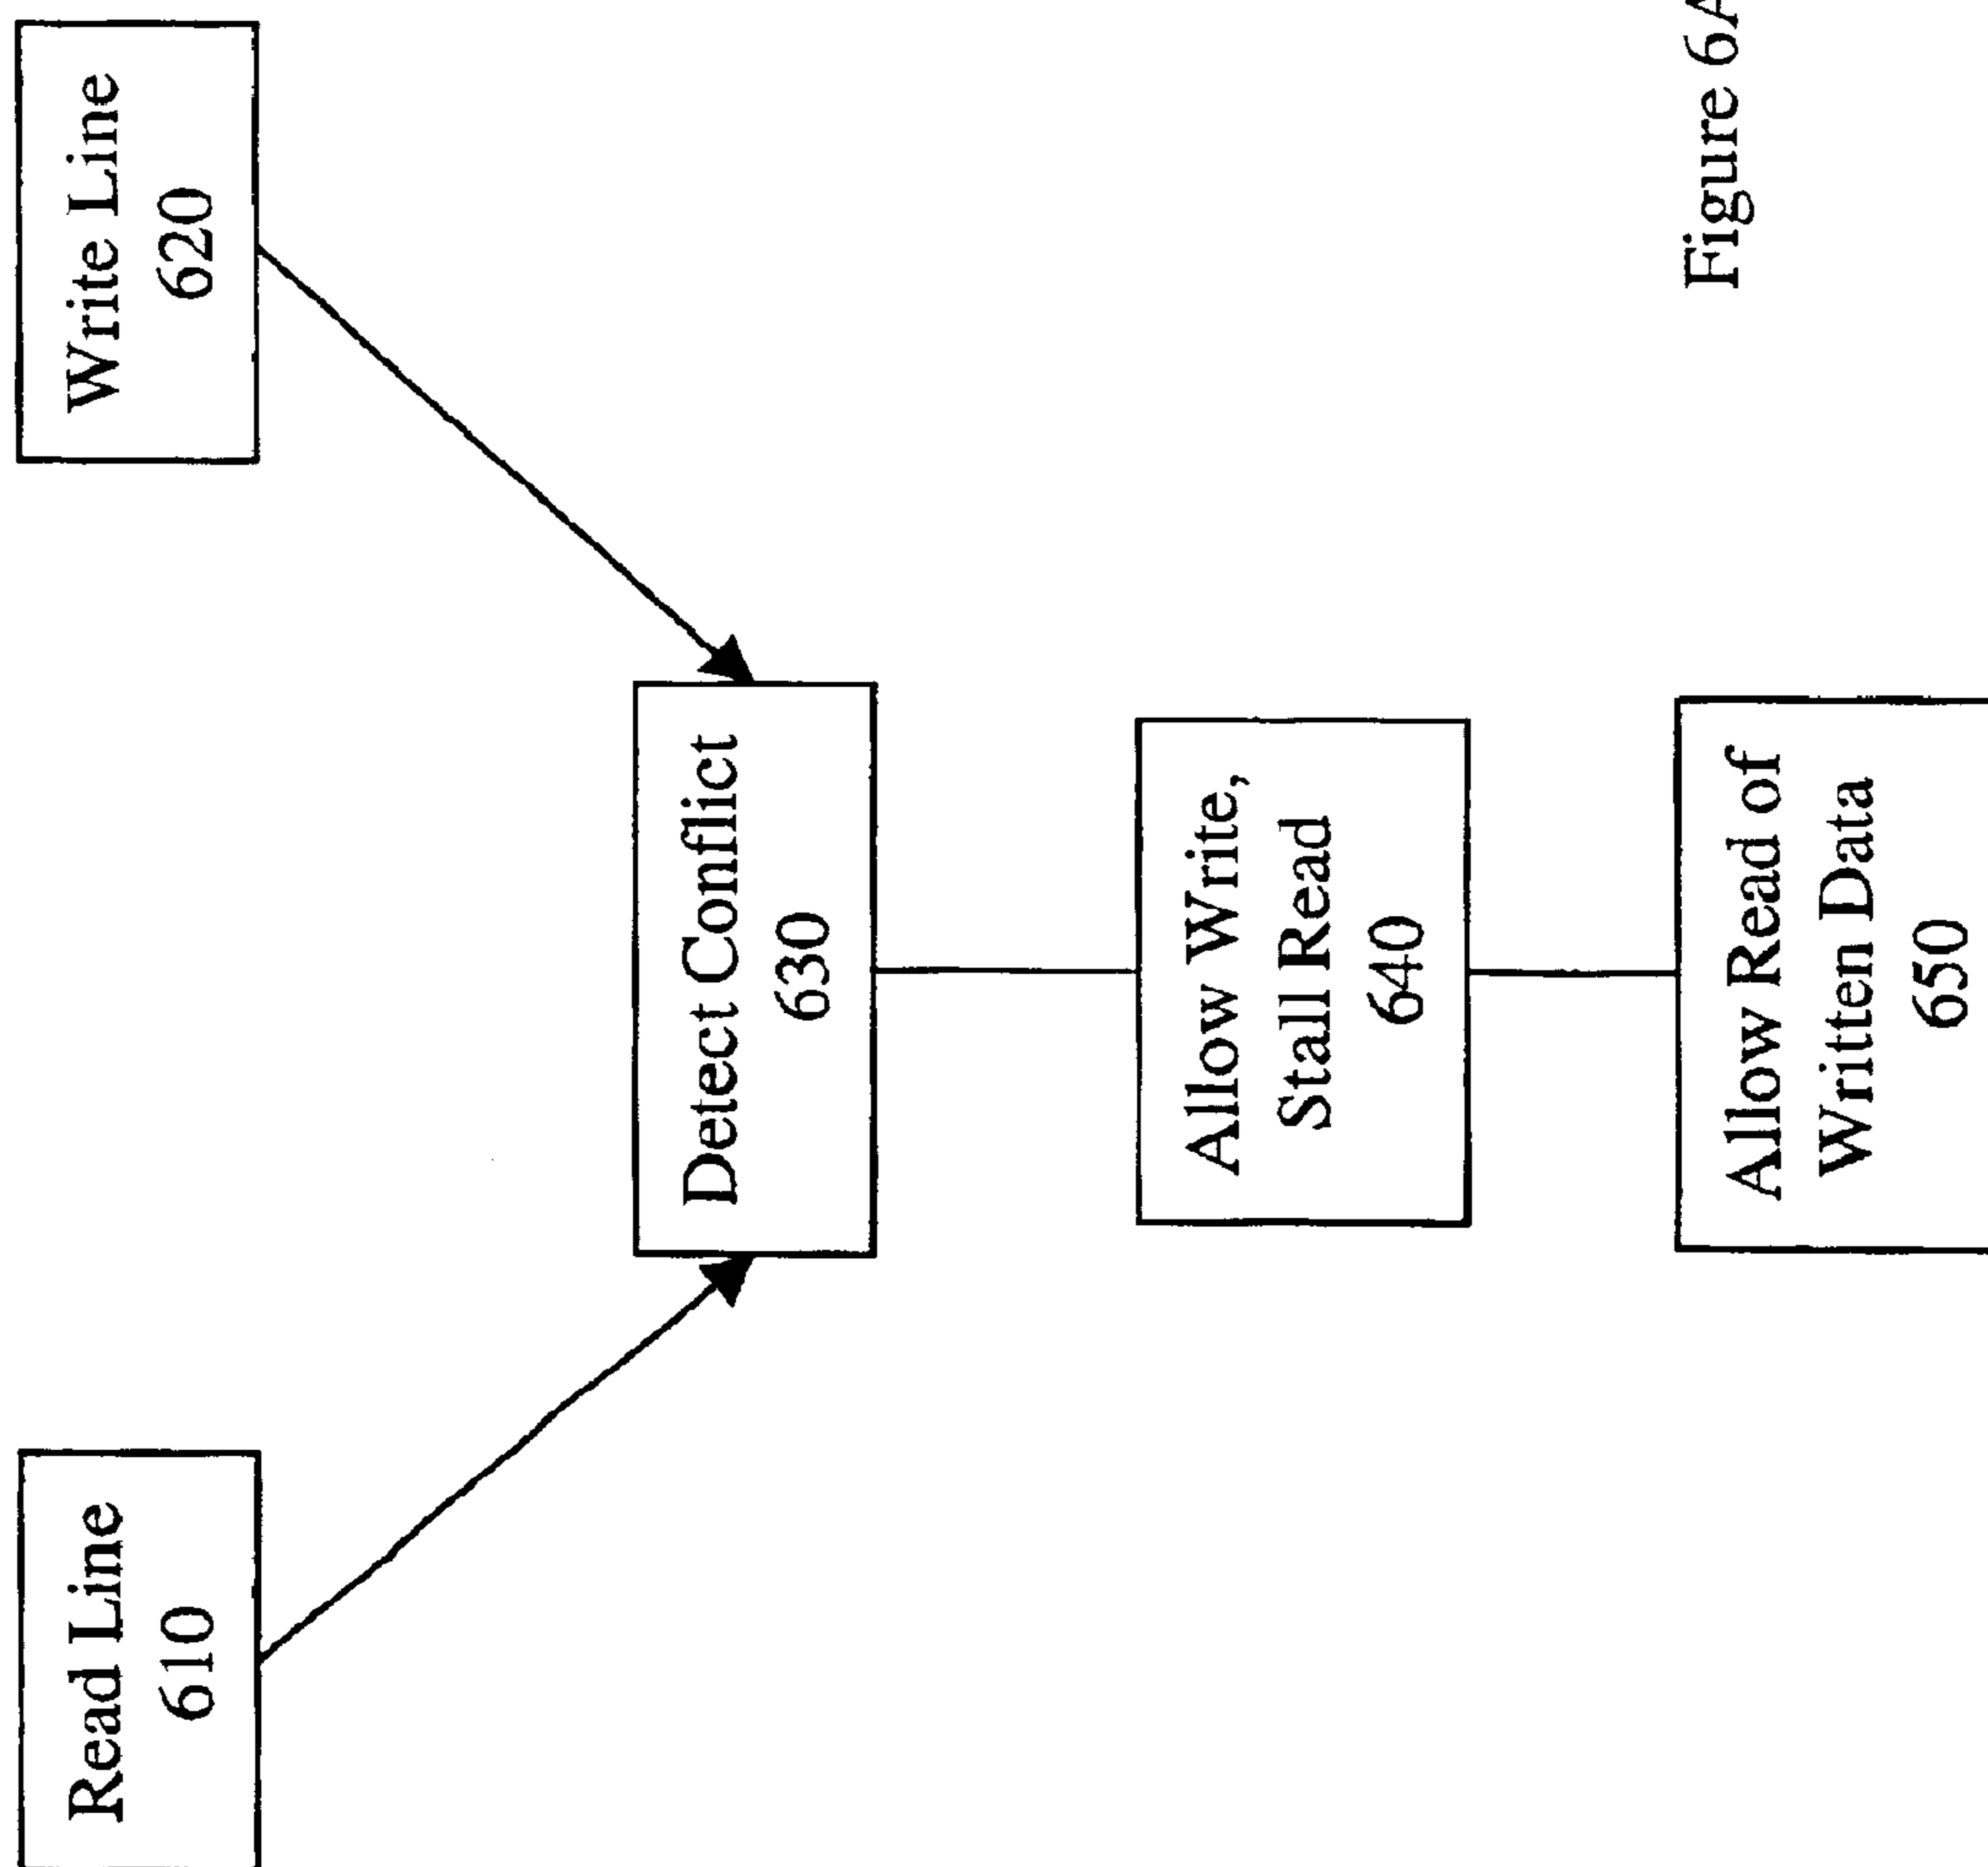 Read Line
610
Write Line
620
Detect Conflict
630
Allow Write,
Stall Read
640
Allow Read of
Written Data
650
Figure 6A